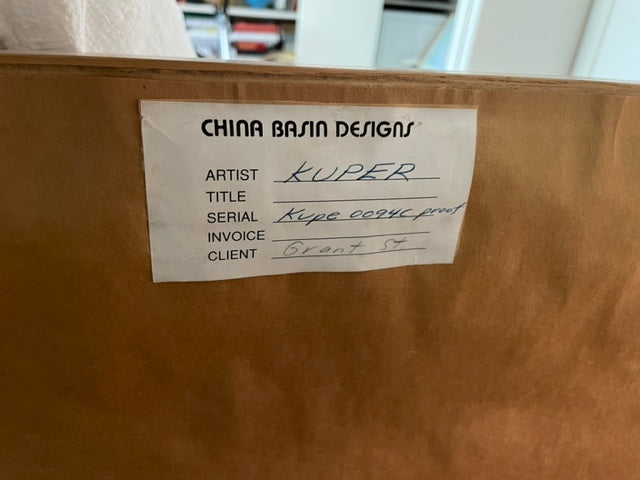 CHINA BASIN DESIGNS
ARTIST KUPER
TITLE
SERIAL Kupe 0094C proof
INVOICE
CLIENT Grant St.